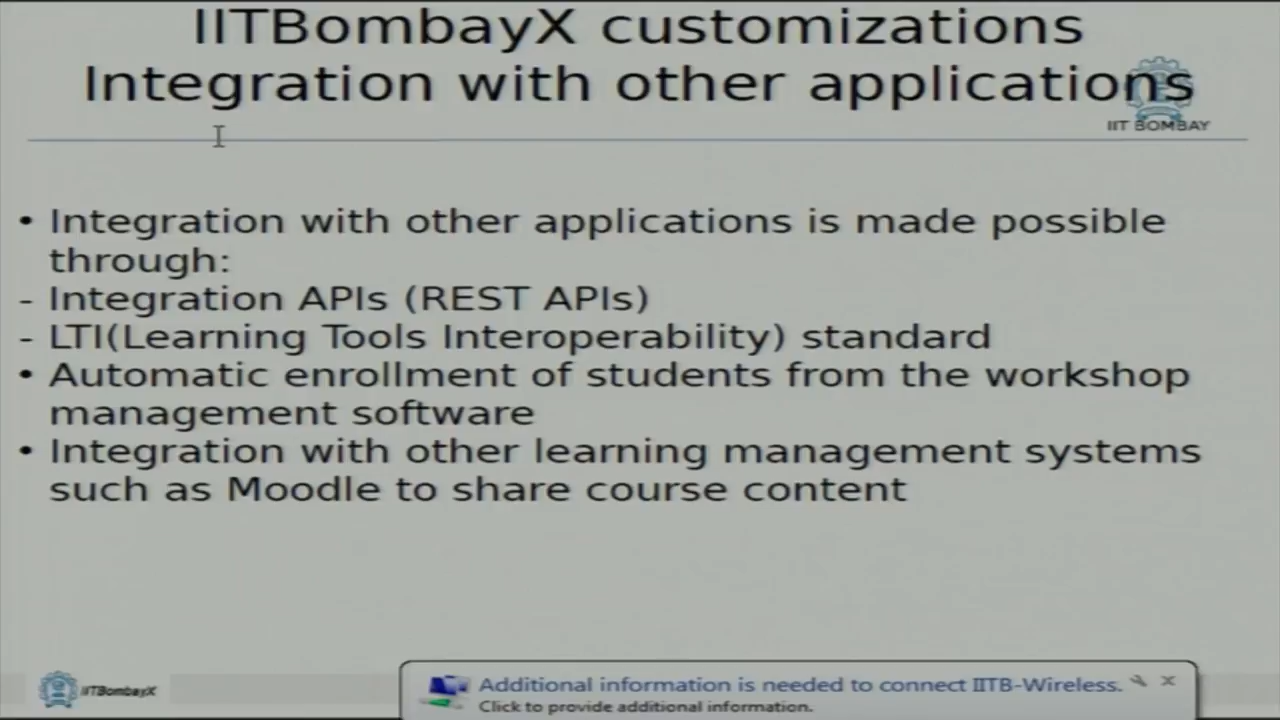 IITBombayX customizations
Integration with other applications
IIT BOMBAY
• Integration with other applications is made possible
through:
- Integration APIs (REST APIs)
- LTI(Learning Tools Interoperability) standard
• Automatic enrollment of students from the workshop
management software
• Integration with other learning management systems
such as Moodle to share course content
IITBombayX
Additional information is needed to connect IITB-Wireless.
Click to provide additional information.